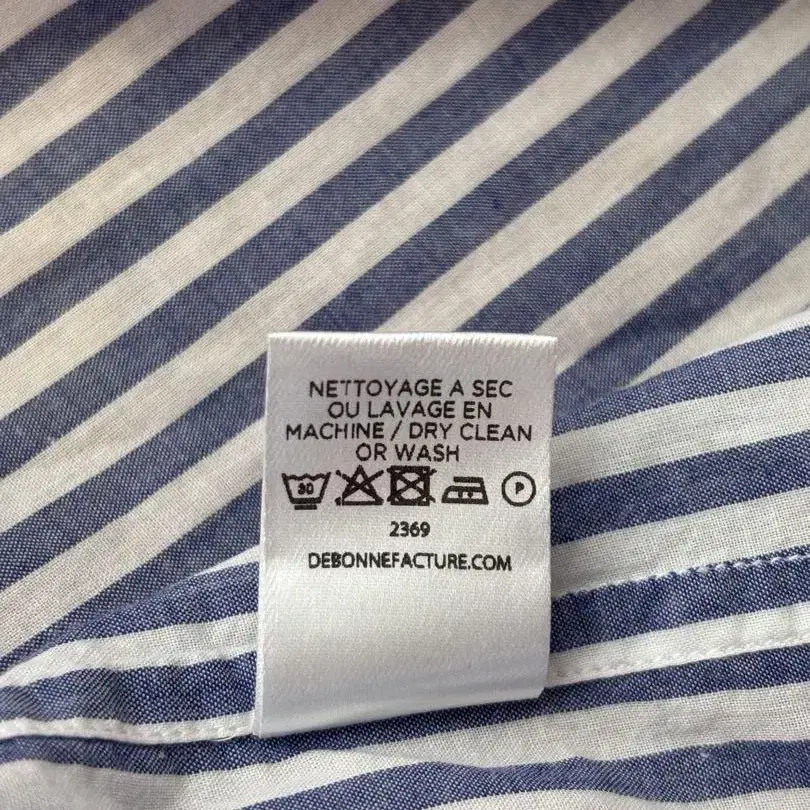 NETTOYAGE A SEC
OU LAVAGE EN
MACHINE / DRY CLEAN
OR WASH
30 P
2369
DEBONNEFACTURE.COM